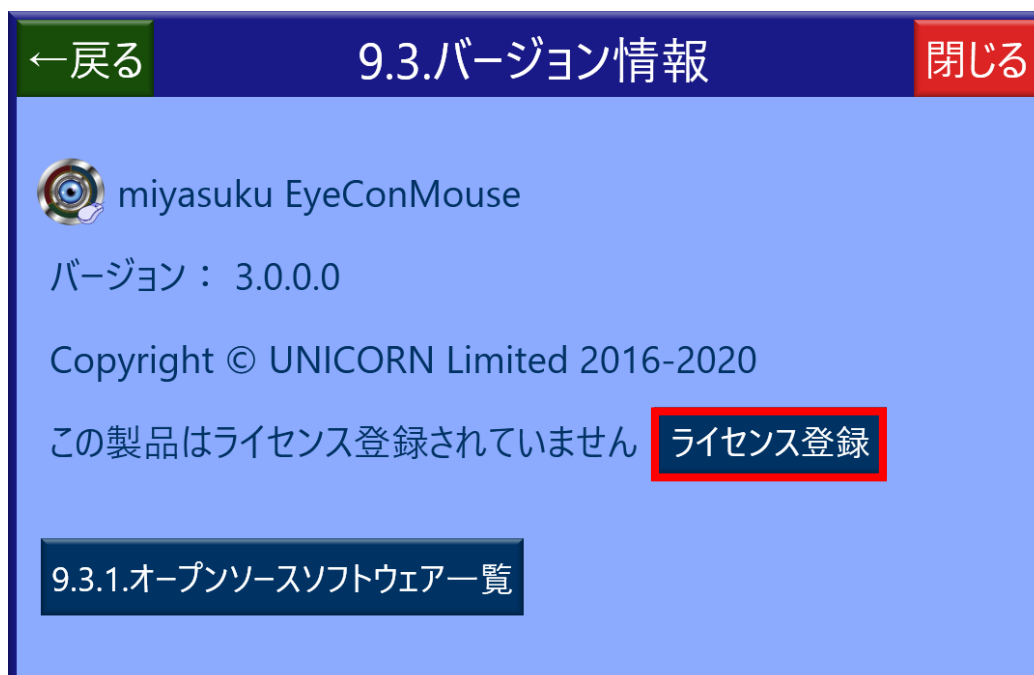 ←戻る
9.3.バージョン情報
閉じる
miyasuku EyeConMouse
バージョン： 3.0.0.0
Copyright © UNICORN Limited 2016-2020
この製品はライセンス登録されていません
ライセンス登録
9.3.1.オープンソースソフトウェア一覧